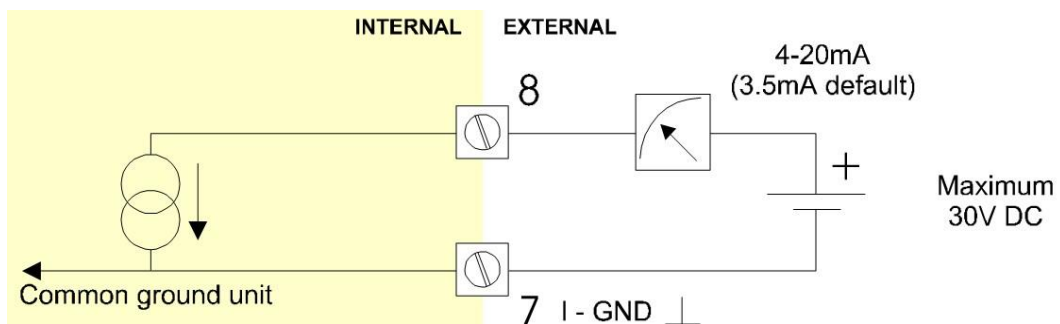 INTERNAL EXTERNAL
8
4-20mA
(3.5mA default)
+
Maximum
30V DC
Common ground unit
7 I - GND